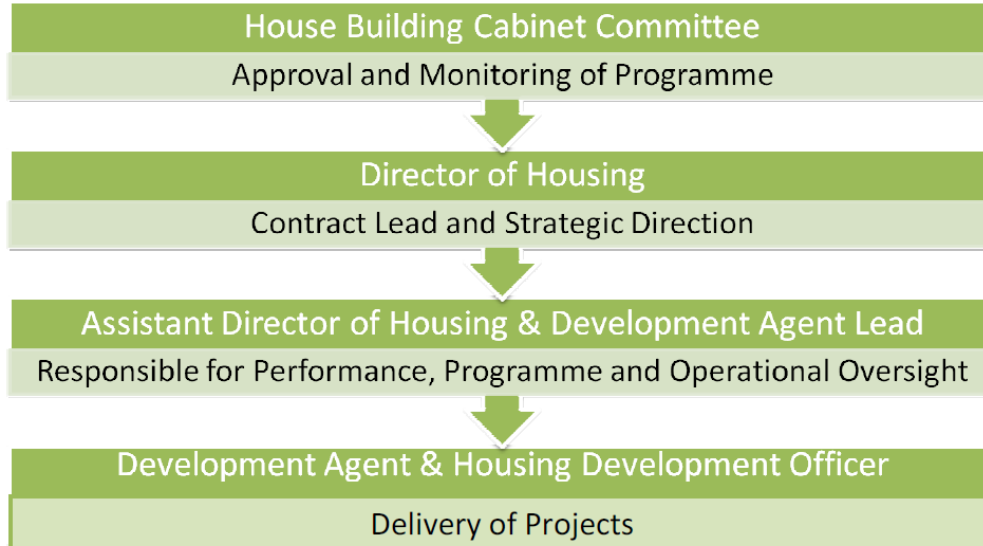 House Building Cabinet Committee
Approval and Monitoring of Programme
Director of Housing
Contract Lead and Strategic Direction
Assistant Director of Housing & Development Agent Lead
Responsible for Performance, Programme and Operational Oversight
Development Agent & Housing Development Officer
Delivery of Projects